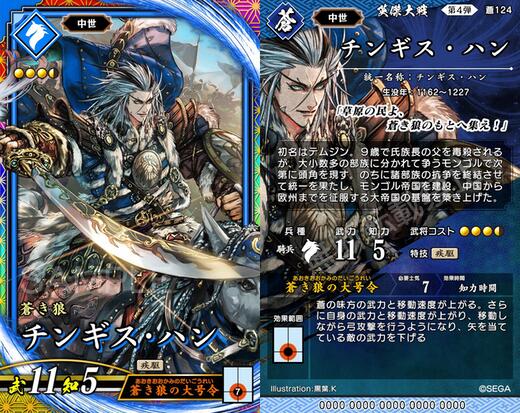 中世
蒼き狼
チンギス・ハン
疾駆
武11知5
あおきおおかみのだいごうれい
蒼き狼の大号令
7
蒼
中世
英傑大戦
第4弾
蒼124
チンギス・ハン
統一名称:チンギス・ハン
生没年:1162~1227
「草原の民よ、
蒼き狼のもとへ集え!」
初名はテムジン。9歳で氏族長の父を毒殺される
が、大小数多の部族に分かれて争うモンゴルで次
第に頭角を現す。のちに諸部族の抗争を終結させ
て統一を果たし、モンゴル帝国を建設。中国から
欧州までを征服する大帝国の基盤を築き上げた。
兵種
武力
知力
武将コスト
騎兵
11
5
特技
疾駆
あおきおおかみのだいごうれい
必要士気
効果時間
蒼き狼の大号令
7
知力時間
効果範囲
蒼の味方の武力と移動速度が上がる。さら
に自身の武力と移動速度が上がり、移動し
ながら弓攻撃を行うようになり、矢を当
てている敵の武力を下げる
Illustration:黒葉.K
©SEGA
0000 0000 0000 0000 0000